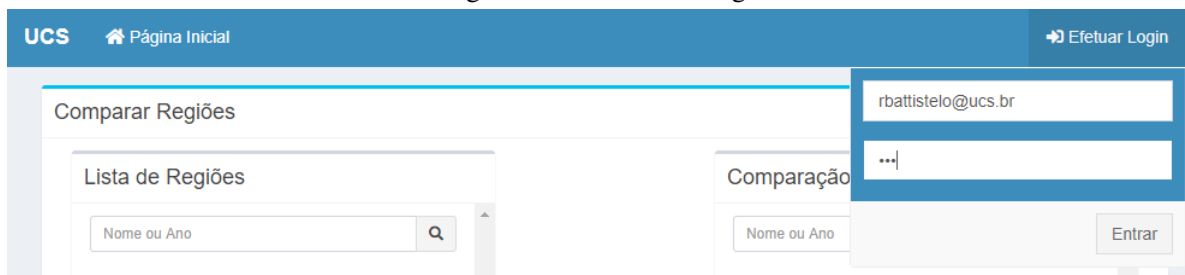 UCS Página Inicial Efetuar Login
rbattistelo@ucs.br
Comparar Regiões
•••
Lista de Regiões Comparação
Nome ou Ano Nome ou Ano Entrar